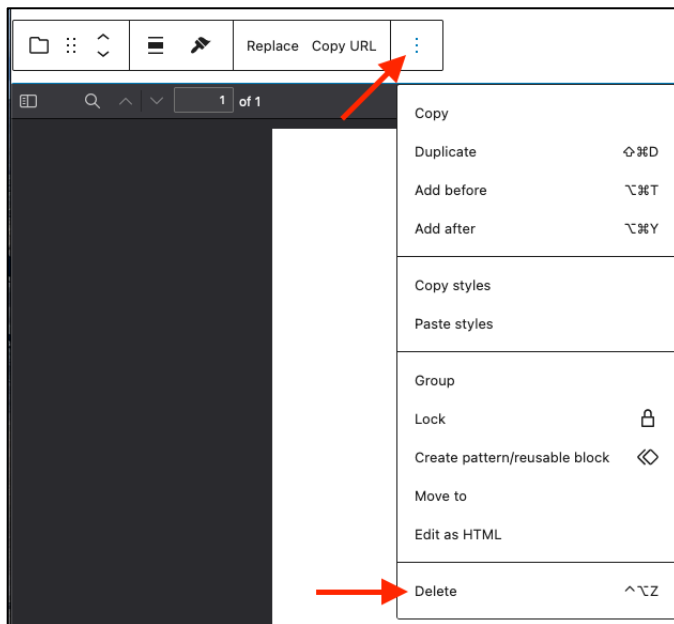 Replace Copy URL
1 of 1
Copy
Duplicate ⇧⌘D
Add before ⌥⌘T
Add after ⌥⌘Y
Copy styles
Paste styles
Group
Lock
Create pattern/reusable block
Move to
Edit as HTML
Delete ^⌥Z